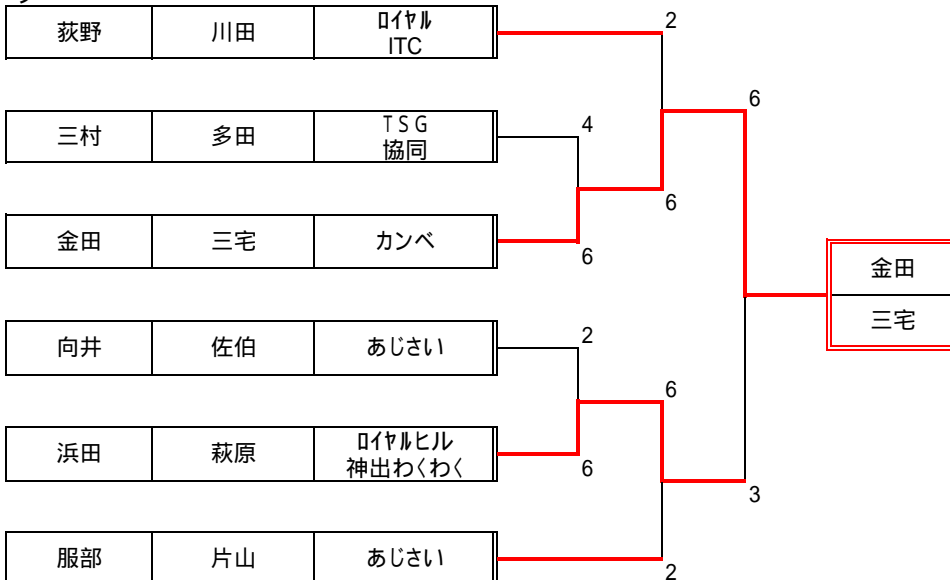 荻野 川田 ﾛｲﾔﾙ
ITC
2
6
三村 多田 TSG
協同
4
6
金田 三宅 カンベ
6
金田
三宅
向井 佐伯 あじさい
2
6
浜田 萩原 ﾛｲﾔﾙヒル
神出わくわく
6
3
服部 片山 あじさい
2